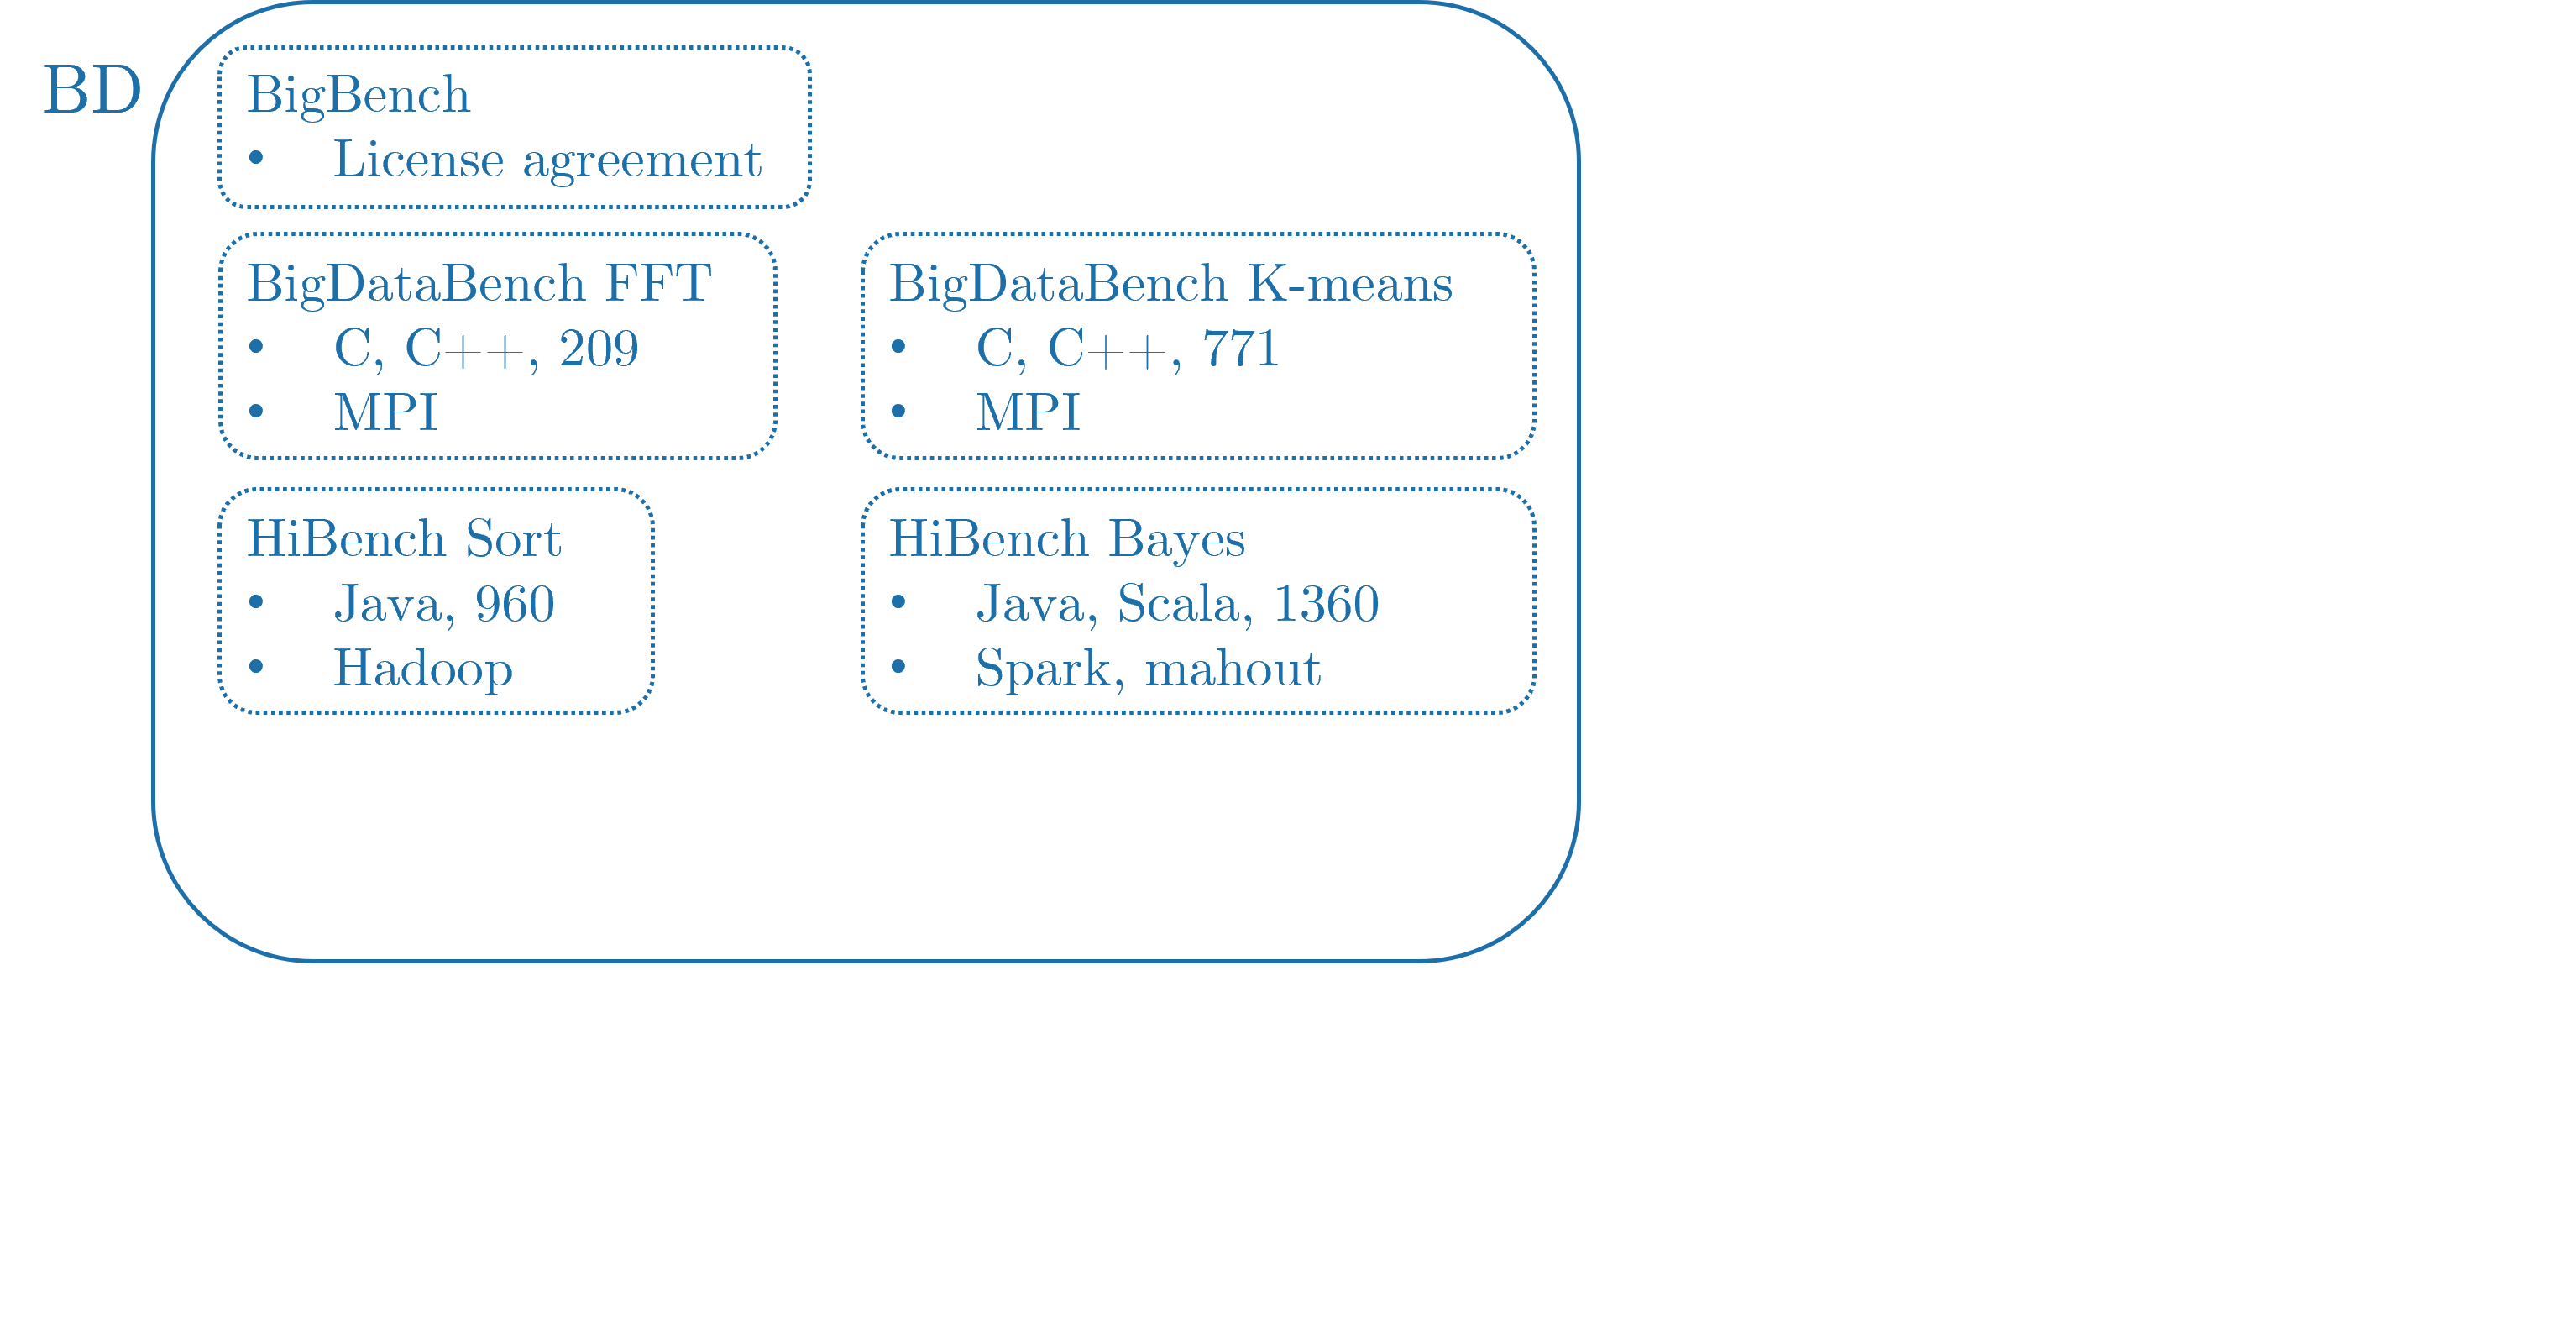 BD
BigBench
• License agreement
BigDataBench FFT
• C, C++, 209
• MPI
BigDataBench K-means
• C, C++, 771
• MPI
HiBench Sort
• Java, 960
• Hadoop
HiBench Bayes
• Java, Scala, 1360
• Spark, mahout